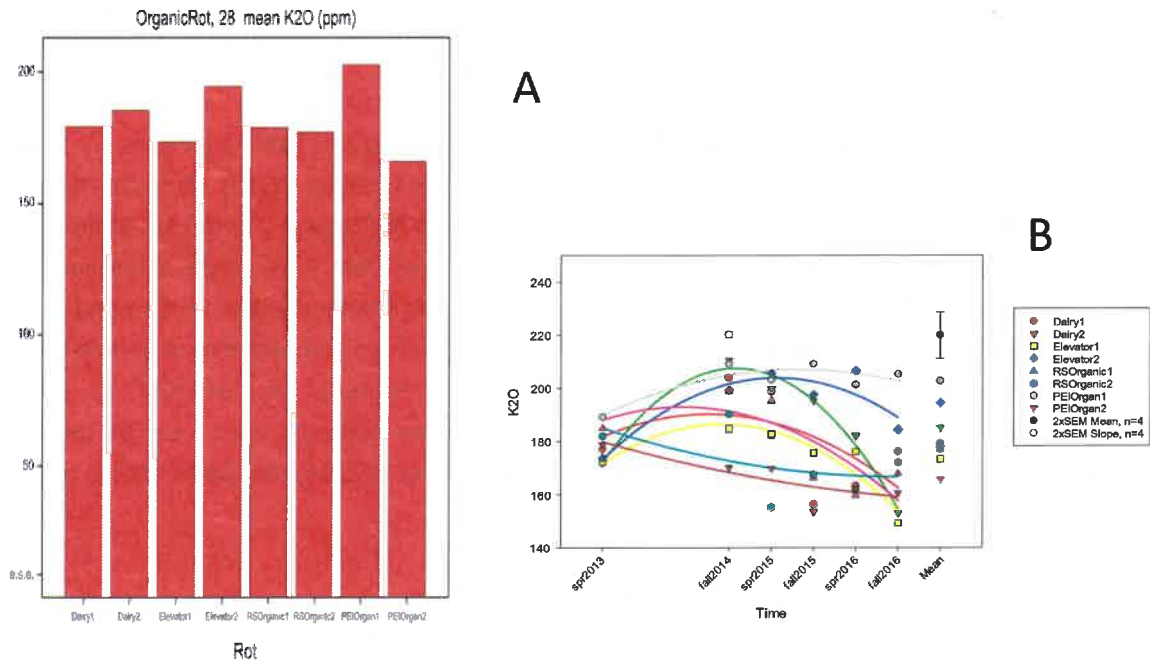 OrganicRot, 28 mean K2O (ppm)
200
150
100
50
e.s.e.
Dairy1 Dairy2 Elevator1 Elevator2 RSOrganic1 RSOrganic2 PEIOrgan1 PEIOrgan2
Rot
A
B
240
220
200
180
160
140
K2O
spr2013 fall2014 spr2015 fall2015 spr2016 fall2016 Mean
Time
Dairy1
Dairy2
Elevator1
Elevator2
RSOrganic1
RSOrganic2
PEIOrgan1
PEIOrgan2
2xSEM Mean, n=4
2xSEM Slope, n=4